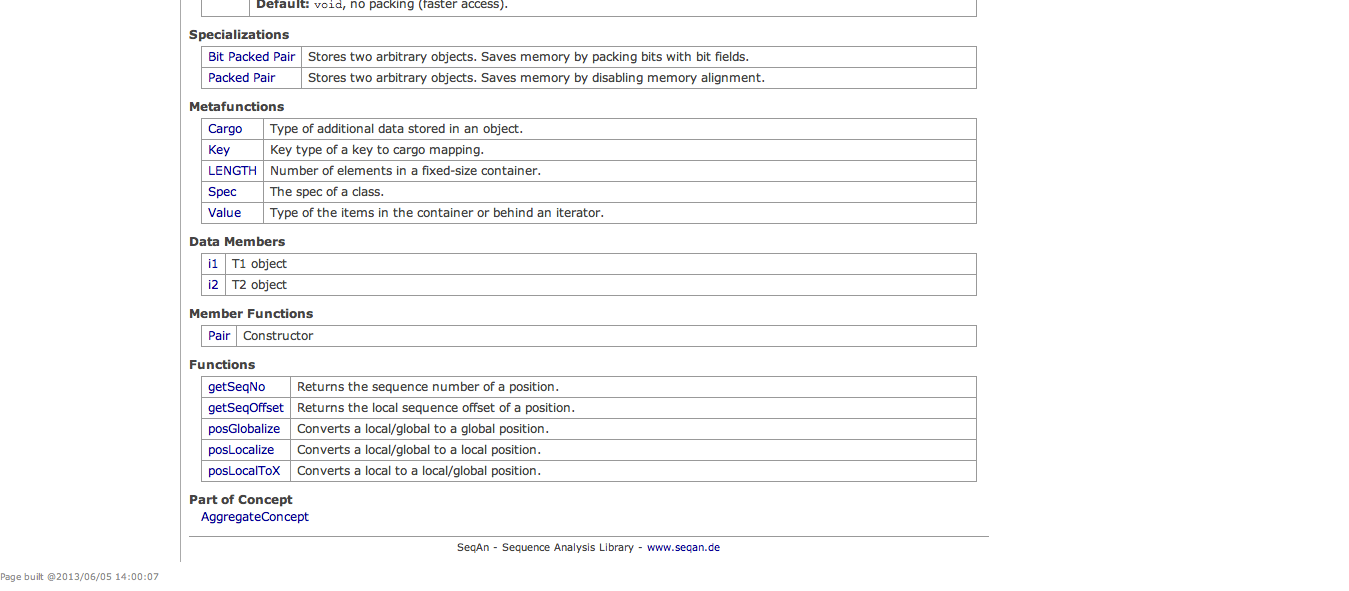 Default: void, no packing (faster access).
Specializations
Bit Packed Pair Stores two arbitrary objects. Saves memory by packing bits with bit fields.
Packed Pair Stores two arbitrary objects. Saves memory by disabling memory alignment.
Metafunctions
Cargo Type of additional data stored in an object.
Key Key type of a key to cargo mapping.
LENGTH Number of elements in a fixed-size container.
Spec The spec of a class.
Value Type of the items in the container or behind an iterator.
Data Members
i1 T1 object
i2 T2 object
Member Functions
Pair Constructor
Functions
getSeqNo Returns the sequence number of a position.
getSeqOffset Returns the local sequence offset of a position.
posGlobalize Converts a local/global to a global position.
posLocalize Converts a local/global to a local position.
posLocalToX Converts a local to a local/global position.
Part of Concept
AggregateConcept
SeqAn - Sequence Analysis Library - www.seqan.de
Page built @2013/06/05 14:00:07